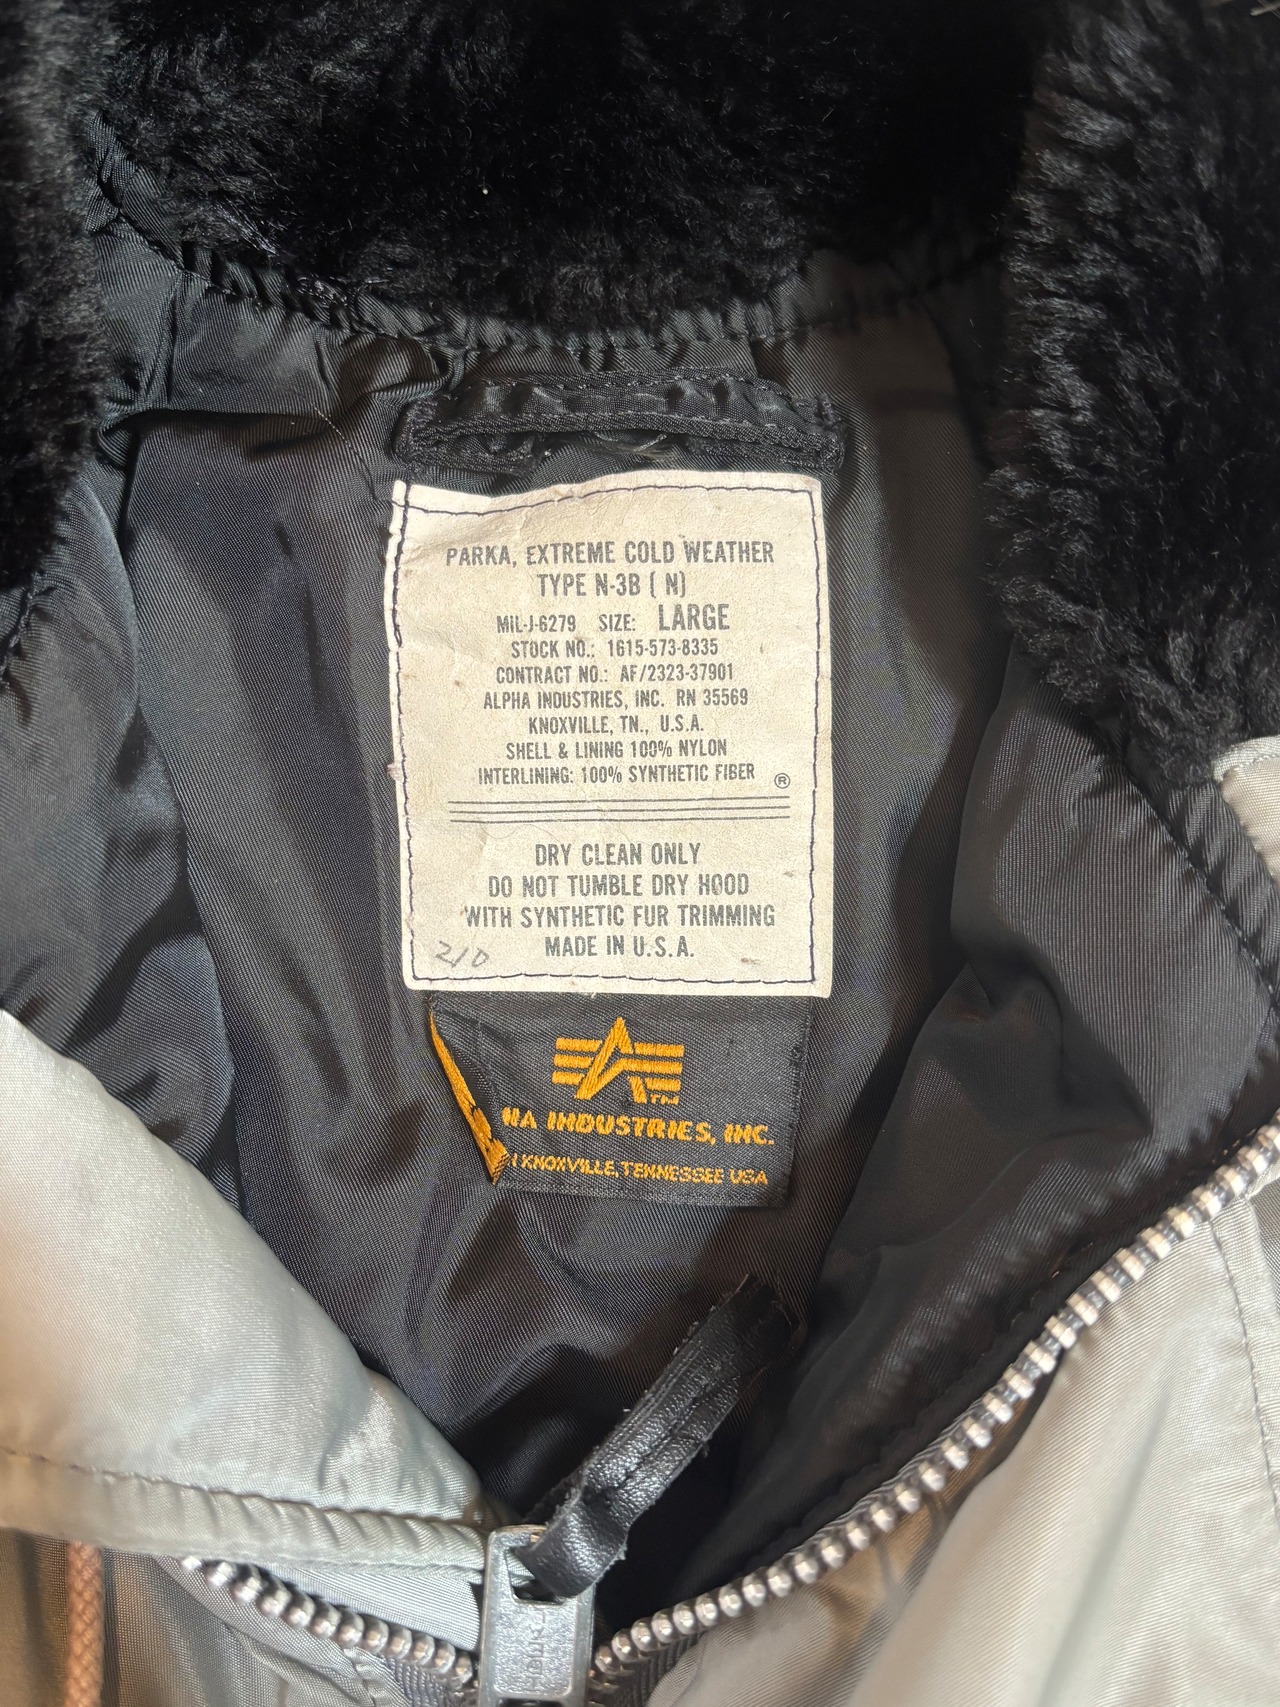 PARKA, EXTREME COLD WEATHER
TYPE N-3B ( N)
MIL-J-6279 SIZE: LARGE
STOCK NO.: 1615-573-8335
CONTRACT NO.: AF/2323-37901
ALPHA INDUSTRIES, INC. RN 35569
KNOXVILLE, TN., U.S.A.
SHELL & LINING 100% NYLON
INTERLINING: 100% SYNTHETIC FIBER ®
DRY CLEAN ONLY
DO NOT TUMBLE DRY HOOD
WITH SYNTHETIC FUR TRIMMING
MADE IN U.S.A.
210
TM
HA INDUSTRIES, INC.
KNOXVILLE, TENNESSEE USA